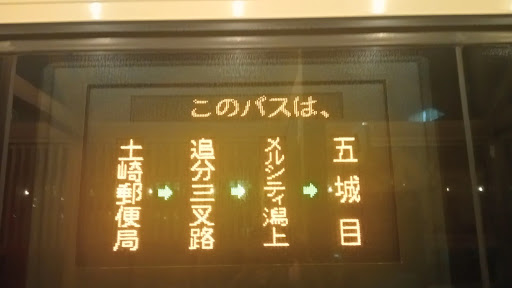 このバスは、
土崎郵便局
➡
追分三叉路
➡
メルシティ潟上
➡
五城目